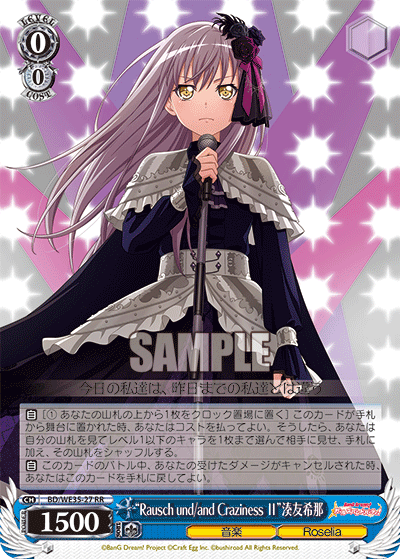 LEVEL
0
0
COST
SAMPLE
今日の私達は、昨日までの私達とは違う
自 [① あなたの山札の上から1枚をクロック置場に置く] このカードが手札
から舞台に置かれた時、あなたはコストを払ってよい。そうしたら、あなたは
自分の山札を見てレベル1以下のキャラを1枚まで選んで相手に見せ、手札に
加え、その山札をシャッフルする。
自 このカードのバトル中、あなたの受けたダメージがキャンセルされた時、
あなたはこのカードを手札に戻してよい。
CH BD/WE35-27 RR
1500
“Rausch und/and Craziness Ⅱ”湊友希那
音楽
Roselia
©BanG Dream! Project ©Craft Egg Inc. ©bushiroad All Rights Reserved.